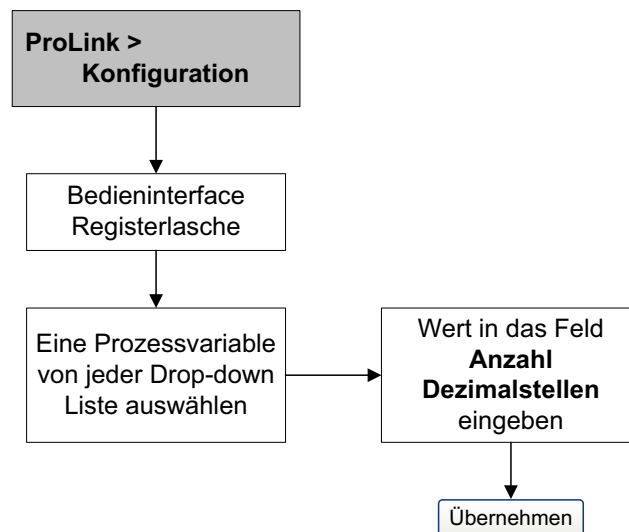 ProLink >
Konfiguration
Bedieninterface
Registerlasche
Eine Prozessvariable
von jeder Drop-down
Liste auswählen
Wert in das Feld
Anzahl
Dezimalstellen
eingeben
Übernehmen